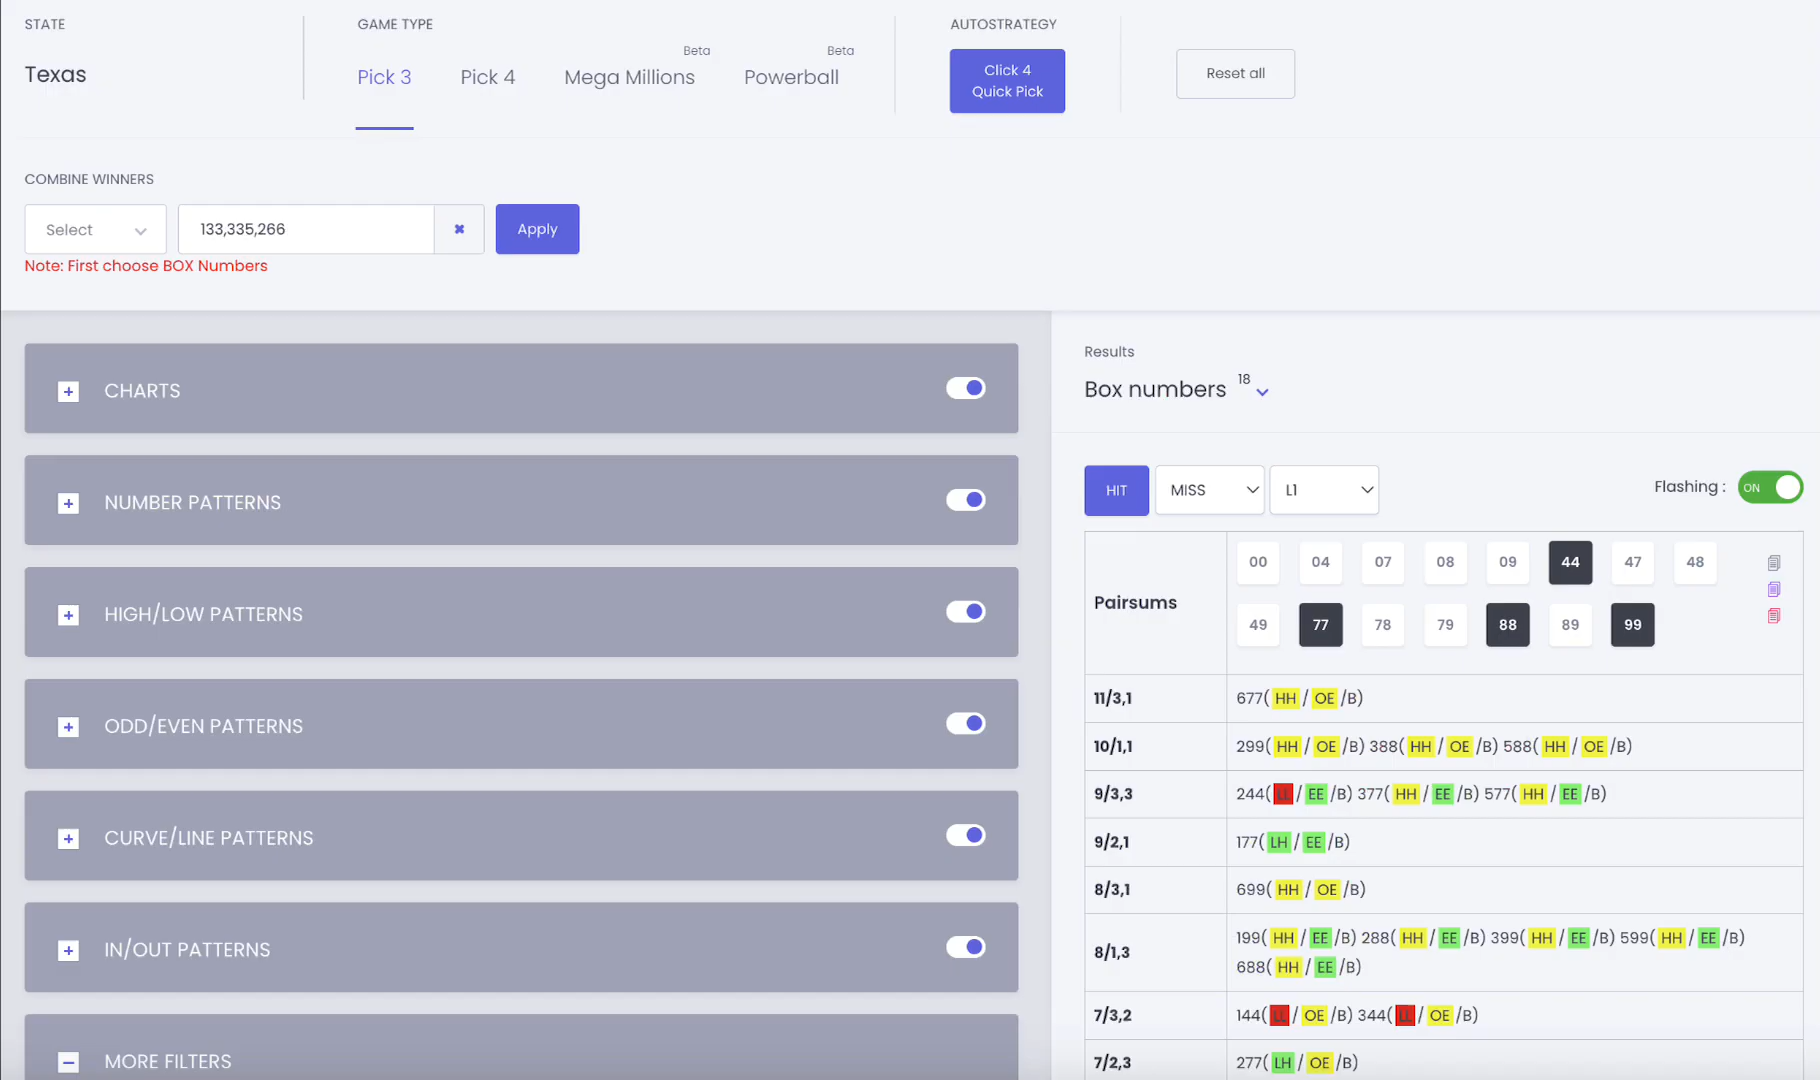 STATE
Texas
GAME TYPE
Pick 3
Pick 4
Beta
Mega Millions
Beta
Powerball
AUTOSTRATEGY
Click 4
Quick Pick
Reset all
COMBINE WINNERS
Select
133,335,266
Apply
Note: First choose BOX Numbers
CHARTS
NUMBER PATTERNS
HIGH/LOW PATTERNS
ODD/EVEN PATTERNS
CURVE/LINE PATTERNS
IN/OUT PATTERNS
MORE FILTERS
Results
Box numbers 18
HIT MISS L1
Flashing : ON
Pairsums
00 04 07 08 09 44 47 48
49 77 78 79 88 89 99
11/3,1 677( HH / OE /B)
10/1,1 299( HH / OE /B) 388( HH / OE /B) 588( HH / OE /B)
9/3,3 244( LL / EE /B) 377( HH / EE /B) 577( HH / EE /B)
9/2,1 177( LH / EE /B)
8/3,1 699( HH / OE /B)
8/1,3 199( HH / EE /B) 288( HH / EE /B) 399( HH / EE /B) 599( HH / EE /B)
688( HH / EE /B)
7/3,2 144( LL / OE /B) 344( LL / OE /B)
7/2,3 277( LH / OE /B)